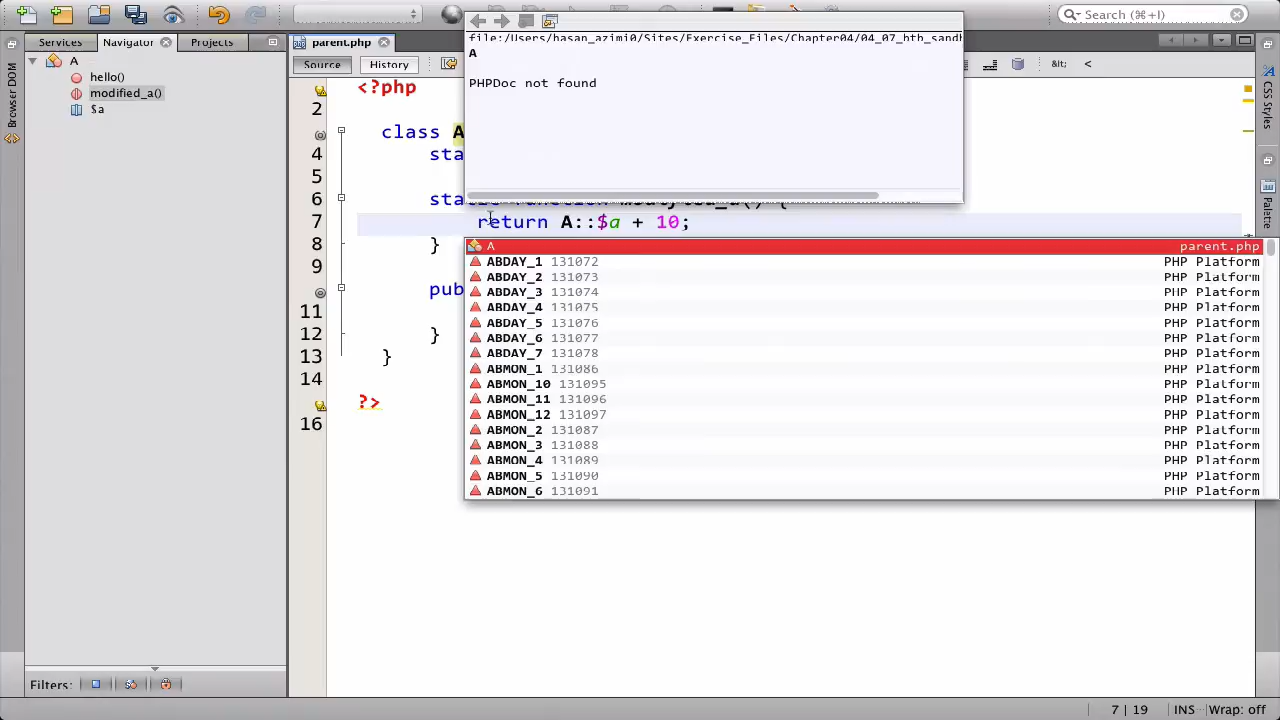 Search (⌘+I)
Services
Navigator
Projects
Browser DOM
A
hello()
modified_a()
$a
Filters:
parent.php
Source
History
&lt;
<
file:/Users/hasan_azimi0/Sites/Exercise_Files/Chapter04/04_07_htb_sandb
A
PHPDoc not found
<?php
2
class A
4
sta
5
6
7
return A::$a + 10;
8
}
9
pub
11
12
}
13
}
14
?>
16
A parent.php
ABDAY_1 131072 PHP Platform
ABDAY_2 131073 PHP Platform
ABDAY_3 131074 PHP Platform
ABDAY_4 131075 PHP Platform
ABDAY_5 131076 PHP Platform
ABDAY_6 131077 PHP Platform
ABDAY_7 131078 PHP Platform
ABMON_1 131086 PHP Platform
ABMON_10 131095 PHP Platform
ABMON_11 131096 PHP Platform
ABMON_12 131097 PHP Platform
ABMON_2 131087 PHP Platform
ABMON_3 131088 PHP Platform
ABMON_4 131089 PHP Platform
ABMON_5 131090 PHP Platform
ABMON_6 131091 PHP Platform
CSS Styles
Palette
7 | 19 INS Wrap: off